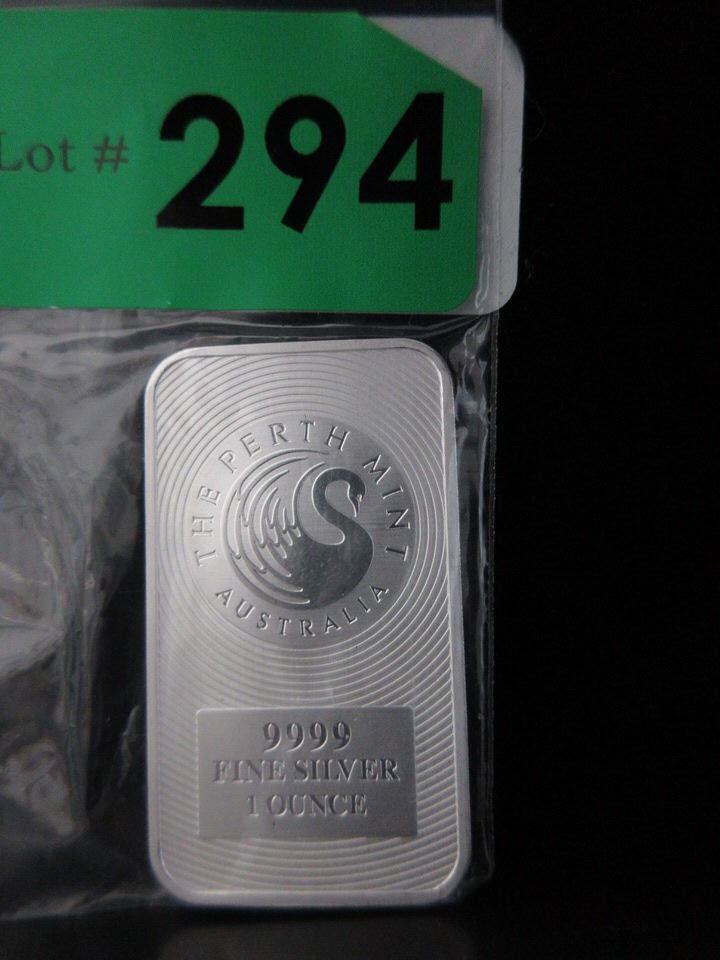 Lot # 294
THE PERTH MINT
AUSTRALIA
9999
FINE SILVER
1 OUNCE